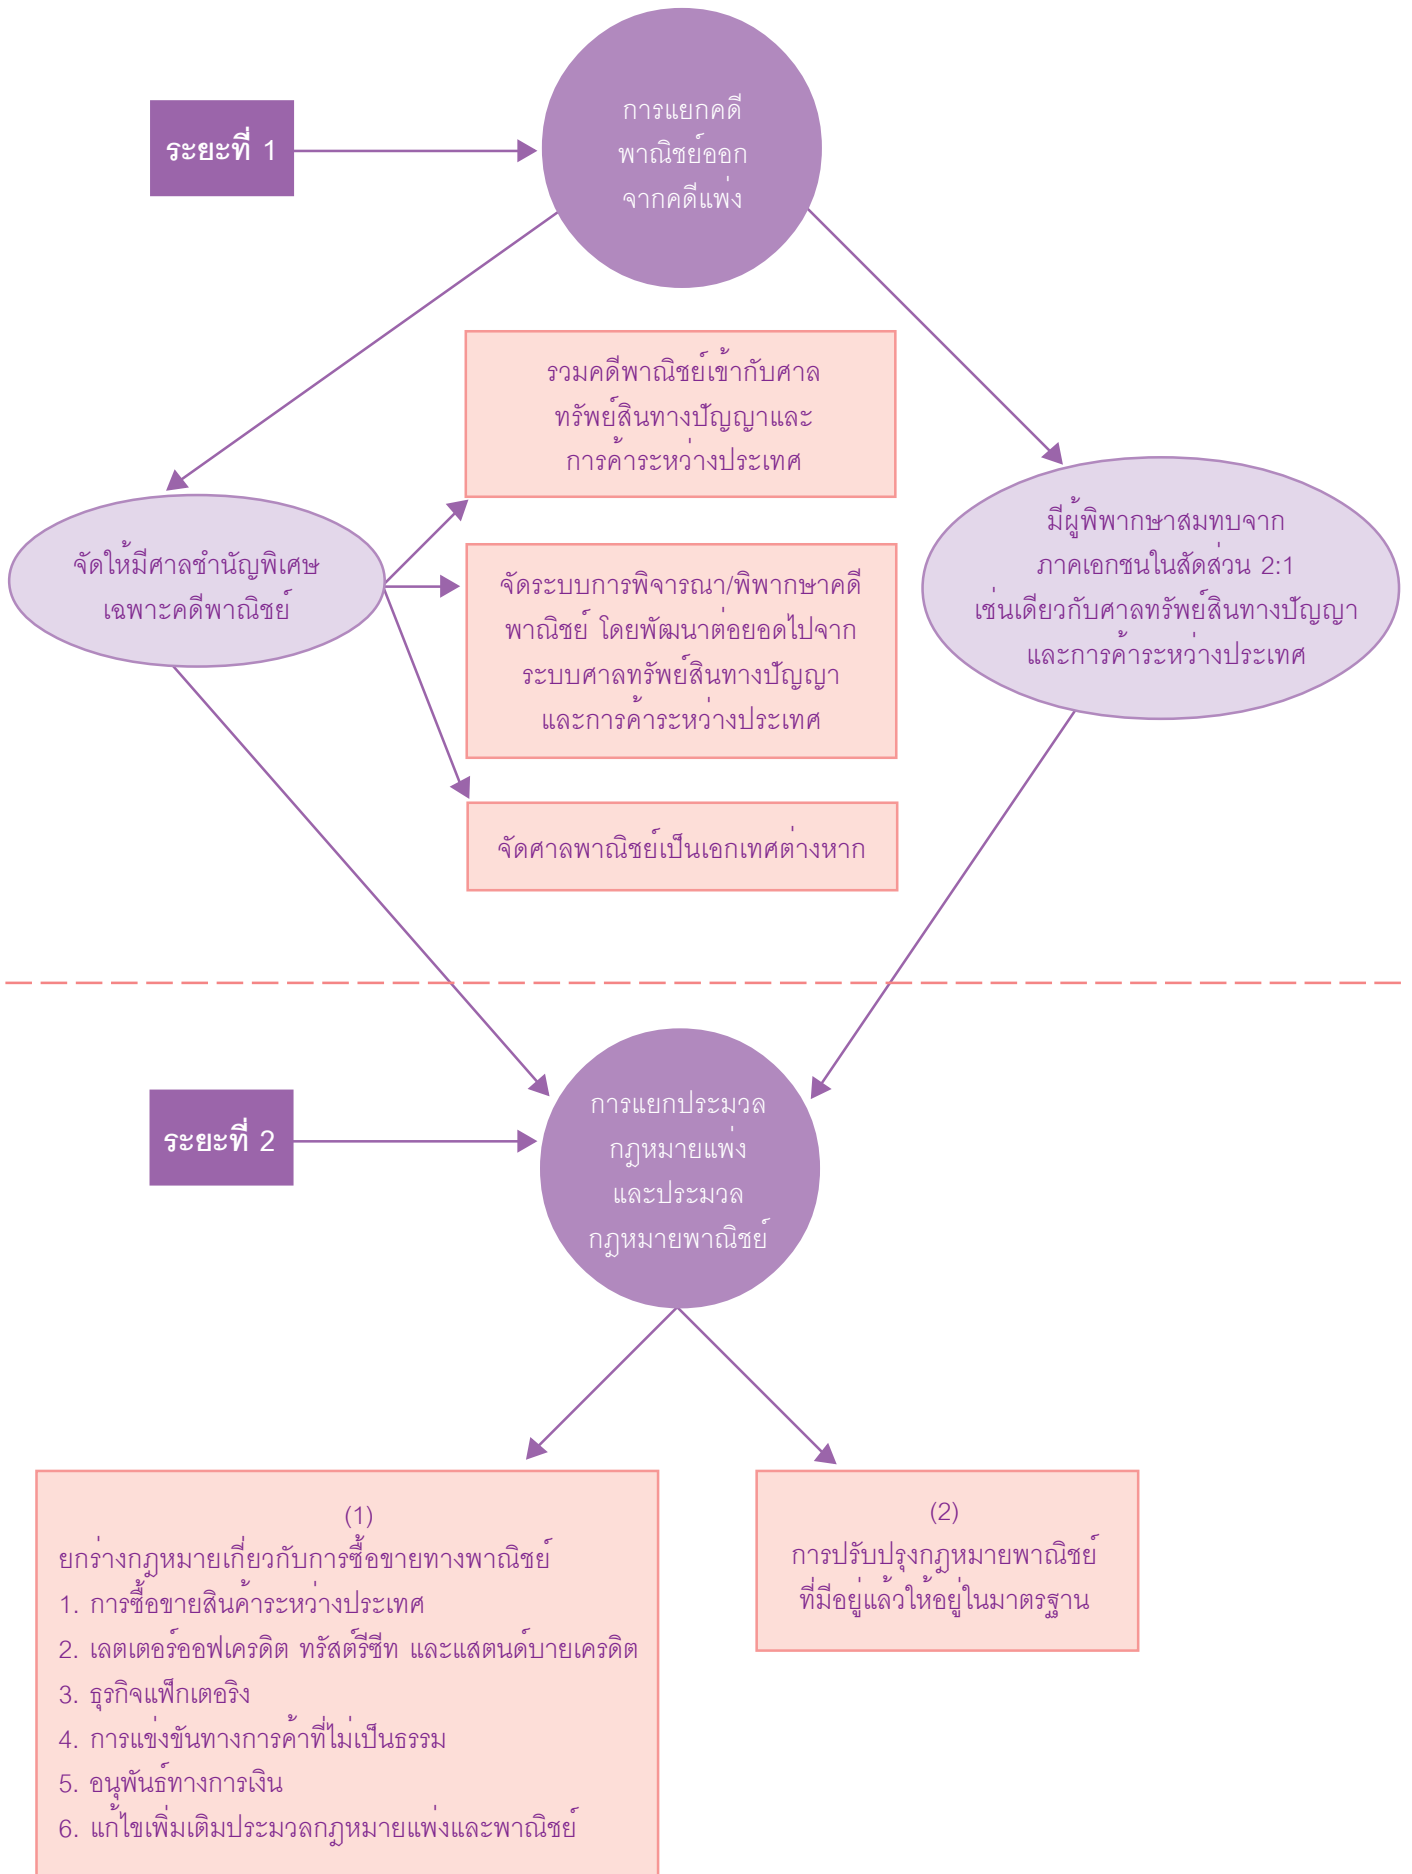 ระยะที่ 1
การแยกคดี
พาณิชย์ออก
จากคดีแพ่ง
รวมคดีพาณิชย์เข้ากับศาล
ทรัพย์สินทางปัญญาและ
การค้าระหว่างประเทศ
จัดให้มีศาลชำนัญพิเศษ
เฉพาะคดีพาณิชย์
จัดระบบการพิจารณา/พิพากษาคดี
พาณิชย์ โดยพัฒนาต่อยอดไปจาก
ระบบศาลทรัพย์สินทางปัญญา
และการค้าระหว่างประเทศ
มีผู้พิพากษาสมทบจาก
ภาคเอกชนในสัดส่วน 2:1
เช่นเดียวกับศาลทรัพย์สินทางปัญญา
และการค้าระหว่างประเทศ
จัดศาลพาณิชย์เป็นเอกเทศต่างหาก
ระยะที่ 2
การแยกประมวล
กฎหมายแพ่ง
และประมวล
กฎหมายพาณิชย์
(1)
ยกร่างกฎหมายเกี่ยวกับการซื้อขายทางพาณิชย์
1. การซื้อขายสินค้าระหว่างประเทศ
2. เลตเตอร์ออฟเครดิต ทรัสต์รีซีท และแสตนด์บายเครดิต
3. ธุรกิจแฟ็กเตอริง
4. การแข่งขันทางการค้าที่ไม่เป็นธรรม
5. อนุพันธ์ทางการเงิน
6. แก้ไขเพิ่มเติมประมวลกฎหมายแพ่งและพาณิชย์
(2)
การปรับปรุงกฎหมายพาณิชย์
ที่มีอยู่แล้วให้อยู่ในมาตรฐาน